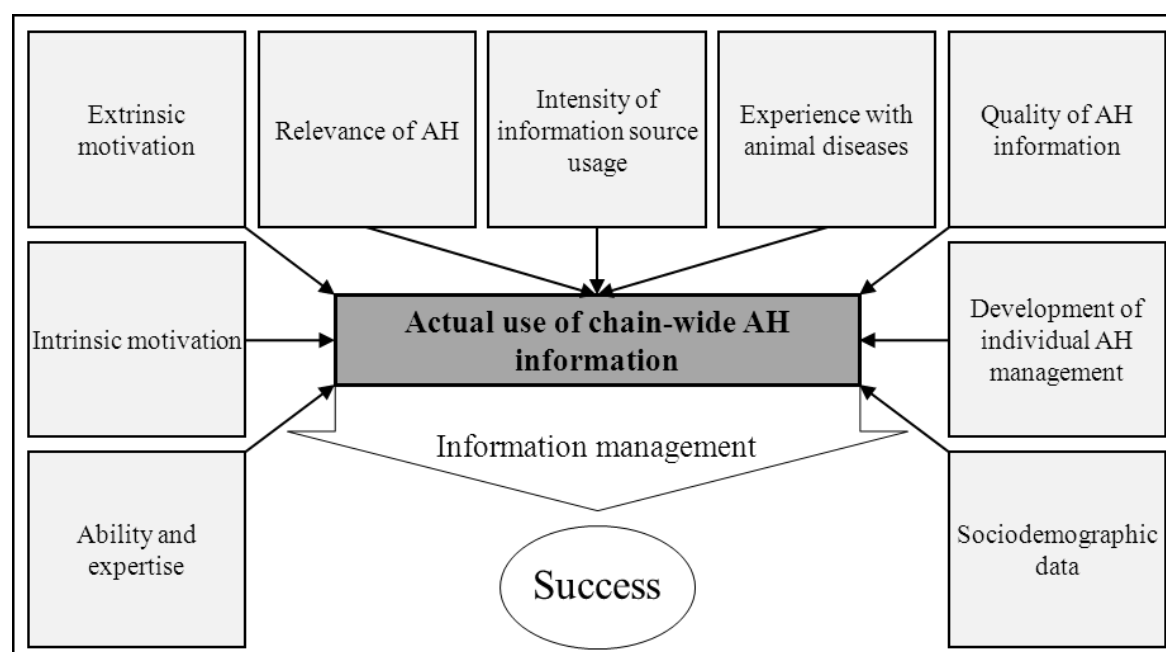 Extrinsic
motivation
Relevance of AH
Intensity of
information source
usage
Experience with
animal diseases
Quality of AH
information
Intrinsic motivation
Actual use of chain-wide AH
information
Development of
individual AH
management
Information management
Ability and
expertise
Success
Sociodemographic
data